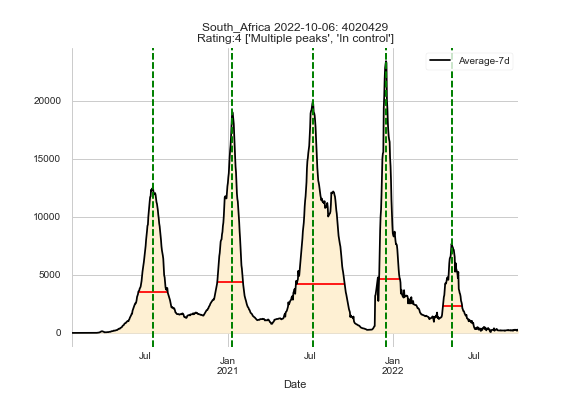 South_Africa 2022-10-06: 4020429
Rating:4 ['Multiple peaks', 'In control']
Average-7d
20000
15000
10000
5000
0
Jul
Jan
2021
Jul
Jan
2022
Jul
Date